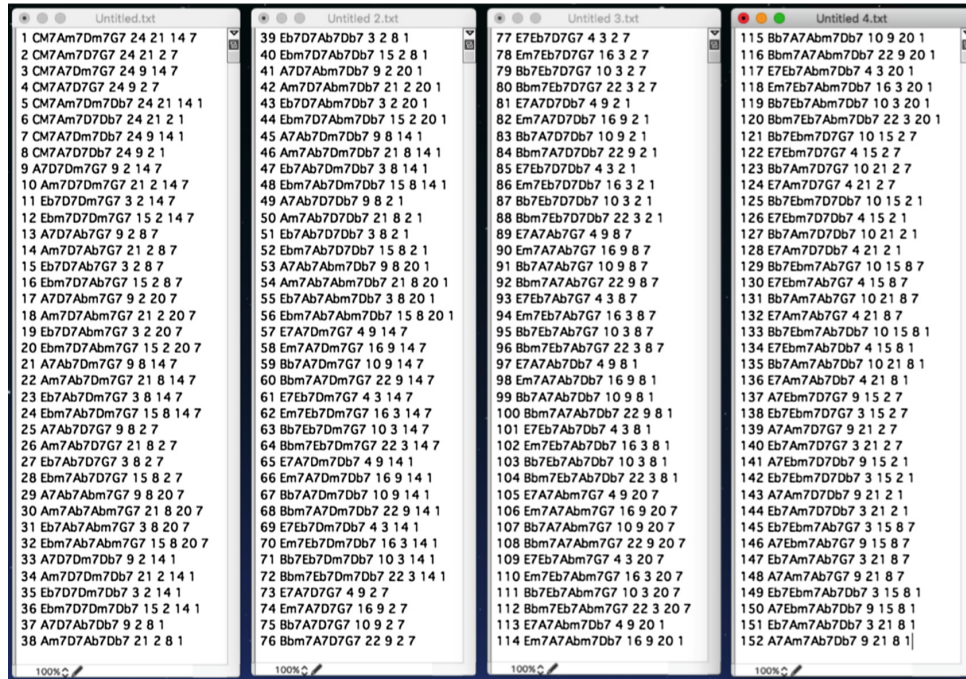 Untitled.txt
1 CM7Am7Dm7G7 24 21 14 7
2 CM7Am7D7G7 24 21 2 7
3 CM7A7Dm7G7 24 9 14 7
4 CM7A7D7G7 24 9 2 7
5 CM7Am7Dm7Db7 24 21 14 1
6 CM7Am7D7Db7 24 21 2 1
7 CM7A7Dm7Db7 24 9 14 1
8 CM7A7D7Db7 24 9 2 1
9 A7D7Dm7G7 9 2 14 7
10 Am7D7Dm7G7 21 2 14 7
11 Eb7D7Dm7G7 3 2 14 7
12 Ebm7D7Dm7G7 15 2 14 7
13 A7D7Ab7G7 9 2 8 7
14 Am7D7Ab7G7 21 2 8 7
15 Eb7D7Ab7G7 3 2 8 7
16 Ebm7D7Ab7G7 15 2 8 7
17 A7D7Abm7G7 9 2 20 7
18 Am7D7Abm7G7 21 2 20 7
19 Eb7D7Abm7G7 3 2 20 7
20 Ebm7D7Abm7G7 15 2 20 7
21 A7Ab7Dm7G7 9 8 14 7
22 Am7Ab7Dm7G7 21 8 14 7
23 Eb7Ab7Dm7G7 3 8 14 7
24 Ebm7Ab7Dm7G7 15 8 14 7
25 A7Ab7D7G7 9 8 2 7
26 Am7Ab7D7G7 21 8 2 7
27 Eb7Ab7D7G7 3 8 2 7
28 Ebm7Ab7D7G7 15 8 2 7
29 A7Ab7Abm7G7 9 8 20 7
30 Am7Ab7Abm7G7 21 8 20 7
31 Eb7Ab7Abm7G7 3 8 20 7
32 Ebm7Ab7Abm7G7 15 8 20 7
33 A7D7Dm7Db7 9 2 14 1
34 Am7D7Dm7Db7 21 2 14 1
35 Eb7D7Dm7Db7 3 2 14 1
36 Ebm7D7Dm7Db7 15 2 14 1
37 A7D7Ab7Db7 9 2 8 1
38 Am7D7Ab7Db7 21 2 8 1
100%
Untitled 2.txt
39 Eb7D7Ab7Db7 3 2 8 1
40 Ebm7D7Ab7Db7 15 2 8 1
41 A7D7Abm7Db7 9 2 20 1
42 Am7D7Abm7Db7 21 2 20 1
43 Eb7D7Abm7Db7 3 2 20 1
44 Ebm7D7Abm7Db7 15 2 20 1
45 A7Ab7Dm7Db7 9 8 14 1
46 Am7Ab7Dm7Db7 21 8 14 1
47 Eb7Ab7Dm7Db7 3 8 14 1
48 Ebm7Ab7Dm7Db7 15 8 14 1
49 A7Ab7D7Db7 9 8 2 1
50 Am7Ab7D7Db7 21 8 2 1
51 Eb7Ab7D7Db7 3 8 2 1
52 Ebm7Ab7D7Db7 15 8 2 1
53 A7Ab7Abm7Db7 9 8 20 1
54 Am7Ab7Abm7Db7 21 8 20 1
55 Eb7Ab7Abm7Db7 3 8 20 1
56 Ebm7Ab7Abm7Db7 15 8 20 1
57 E7A7Dm7G7 4 9 14 7
58 Em7A7Dm7G7 16 9 14 7
59 Bb7A7Dm7G7 10 9 14 7
60 Bbm7A7Dm7G7 22 9 14 7
61 E7Eb7Dm7G7 4 3 14 7
62 Em7Eb7Dm7G7 16 3 14 7
63 Bb7Eb7Dm7G7 10 3 14 7
64 Bbm7Eb7Dm7G7 22 3 14 7
65 E7A7Dm7Db7 4 9 14 1
66 Em7A7Dm7Db7 16 9 14 1
67 Bb7A7Dm7Db7 10 9 14 1
68 Bbm7A7Dm7Db7 22 9 14 1
69 E7Eb7Dm7Db7 4 3 14 1
70 Em7Eb7Dm7Db7 16 3 14 1
71 Bb7Eb7Dm7Db7 10 3 14 1
72 Bbm7Eb7Dm7Db7 22 3 14 1
73 E7A7D7G7 4 9 2 7
74 Em7A7D7G7 16 9 2 7
75 Bb7A7D7G7 10 9 2 7
76 Bbm7A7D7G7 22 9 2 7
100%
Untitled 3.txt
77 E7Eb7D7G7 4 3 2 7
78 Em7Eb7D7G7 16 3 2 7
79 Bb7Eb7D7G7 10 3 2 7
80 Bbm7Eb7D7G7 22 3 2 7
81 E7A7D7Db7 4 9 2 1
82 Em7A7D7Db7 16 9 2 1
83 Bb7A7D7Db7 10 9 2 1
84 Bbm7A7D7Db7 22 9 2 1
85 E7Eb7D7Db7 4 3 2 1
86 Em7Eb7D7Db7 16 3 2 1
87 Bb7Eb7D7Db7 10 3 2 1
88 Bbm7Eb7D7Db7 22 3 2 1
89 E7A7Ab7G7 4 9 8 7
90 Em7A7Ab7G7 16 9 8 7
91 Bb7A7Ab7G7 10 9 8 7
92 Bbm7A7Ab7G7 22 9 8 7
93 E7Eb7Ab7G7 4 3 8 7
94 Em7Eb7Ab7G7 16 3 8 7
95 Bb7Eb7Ab7G7 10 3 8 7
96 Bbm7Eb7Ab7G7 22 3 8 7
97 E7A7Ab7Db7 4 9 8 1
98 Em7A7Ab7Db7 16 9 8 1
99 Bb7A7Ab7Db7 10 9 8 1
100 Bbm7A7Ab7Db7 22 9 8 1
101 E7Eb7Ab7Db7 4 3 8 1
102 Em7Eb7Ab7Db7 16 3 8 1
103 Bb7Eb7Ab7Db7 10 3 8 1
104 Bbm7Eb7Ab7Db7 22 3 8 1
105 E7A7Abm7G7 4 9 20 7
106 Em7A7Abm7G7 16 9 20 7
107 Bb7A7Abm7G7 10 9 20 7
108 Bbm7A7Abm7G7 22 9 20 7
109 E7Eb7Abm7G7 4 3 20 7
110 Em7Eb7Abm7G7 16 3 20 7
111 Bb7Eb7Abm7G7 10 3 20 7
112 Bbm7Eb7Abm7G7 22 3 20 7
113 E7A7Abm7Db7 4 9 20 1
114 Em7A7Abm7Db7 16 9 20 1
100%
Untitled 4.txt
115 Bb7A7Abm7Db7 10 9 20 1
116 Bbm7A7Abm7Db7 22 9 20 1
117 E7Eb7Abm7Db7 4 3 20 1
118 Em7Eb7Abm7Db7 16 3 20 1
119 Bb7Eb7Abm7Db7 10 3 20 1
120 Bbm7Eb7Abm7Db7 22 3 20 1
121 Bb7Ebm7D7G7 10 15 2 7
122 E7Ebm7D7G7 4 15 2 7
123 Bb7Am7D7G7 10 21 2 7
124 E7Am7D7G7 4 21 2 7
125 Bb7Ebm7D7Db7 10 15 2 1
126 E7Ebm7D7Db7 4 15 2 1
127 Bb7Am7D7Db7 10 21 2 1
128 E7Am7D7Db7 4 21 2 1
129 Bb7Ebm7Ab7G7 10 15 8 7
130 E7Ebm7Ab7G7 4 15 8 7
131 Bb7Am7Ab7G7 10 21 8 7
132 E7Am7Ab7G7 4 21 8 7
133 Bb7Ebm7Ab7Db7 10 15 8 1
134 E7Ebm7Ab7Db7 4 15 8 1
135 Bb7Am7Ab7Db7 10 21 8 1
136 E7Am7Ab7Db7 4 21 8 1
137 A7Ebm7D7G7 9 15 2 7
138 Eb7Ebm7D7G7 3 15 2 7
139 A7Am7D7G7 9 21 2 7
140 Eb7Am7D7G7 3 21 2 7
141 A7Ebm7D7Db7 9 15 2 1
142 Eb7Ebm7D7Db7 3 15 2 1
143 A7Am7D7Db7 9 21 2 1
144 Eb7Am7D7Db7 3 21 2 1
145 Eb7Ebm7Ab7G7 3 15 8 7
146 A7Ebm7Ab7G7 9 15 8 7
147 Eb7Am7Ab7G7 3 21 8 7
148 A7Am7Ab7G7 9 21 8 7
149 Eb7Ebm7Ab7Db7 3 15 8 1
150 A7Ebm7Ab7Db7 9 15 8 1
151 Eb7Am7Ab7Db7 3 21 8 1
152 A7Am7Ab7Db7 9 21 8 1
100%